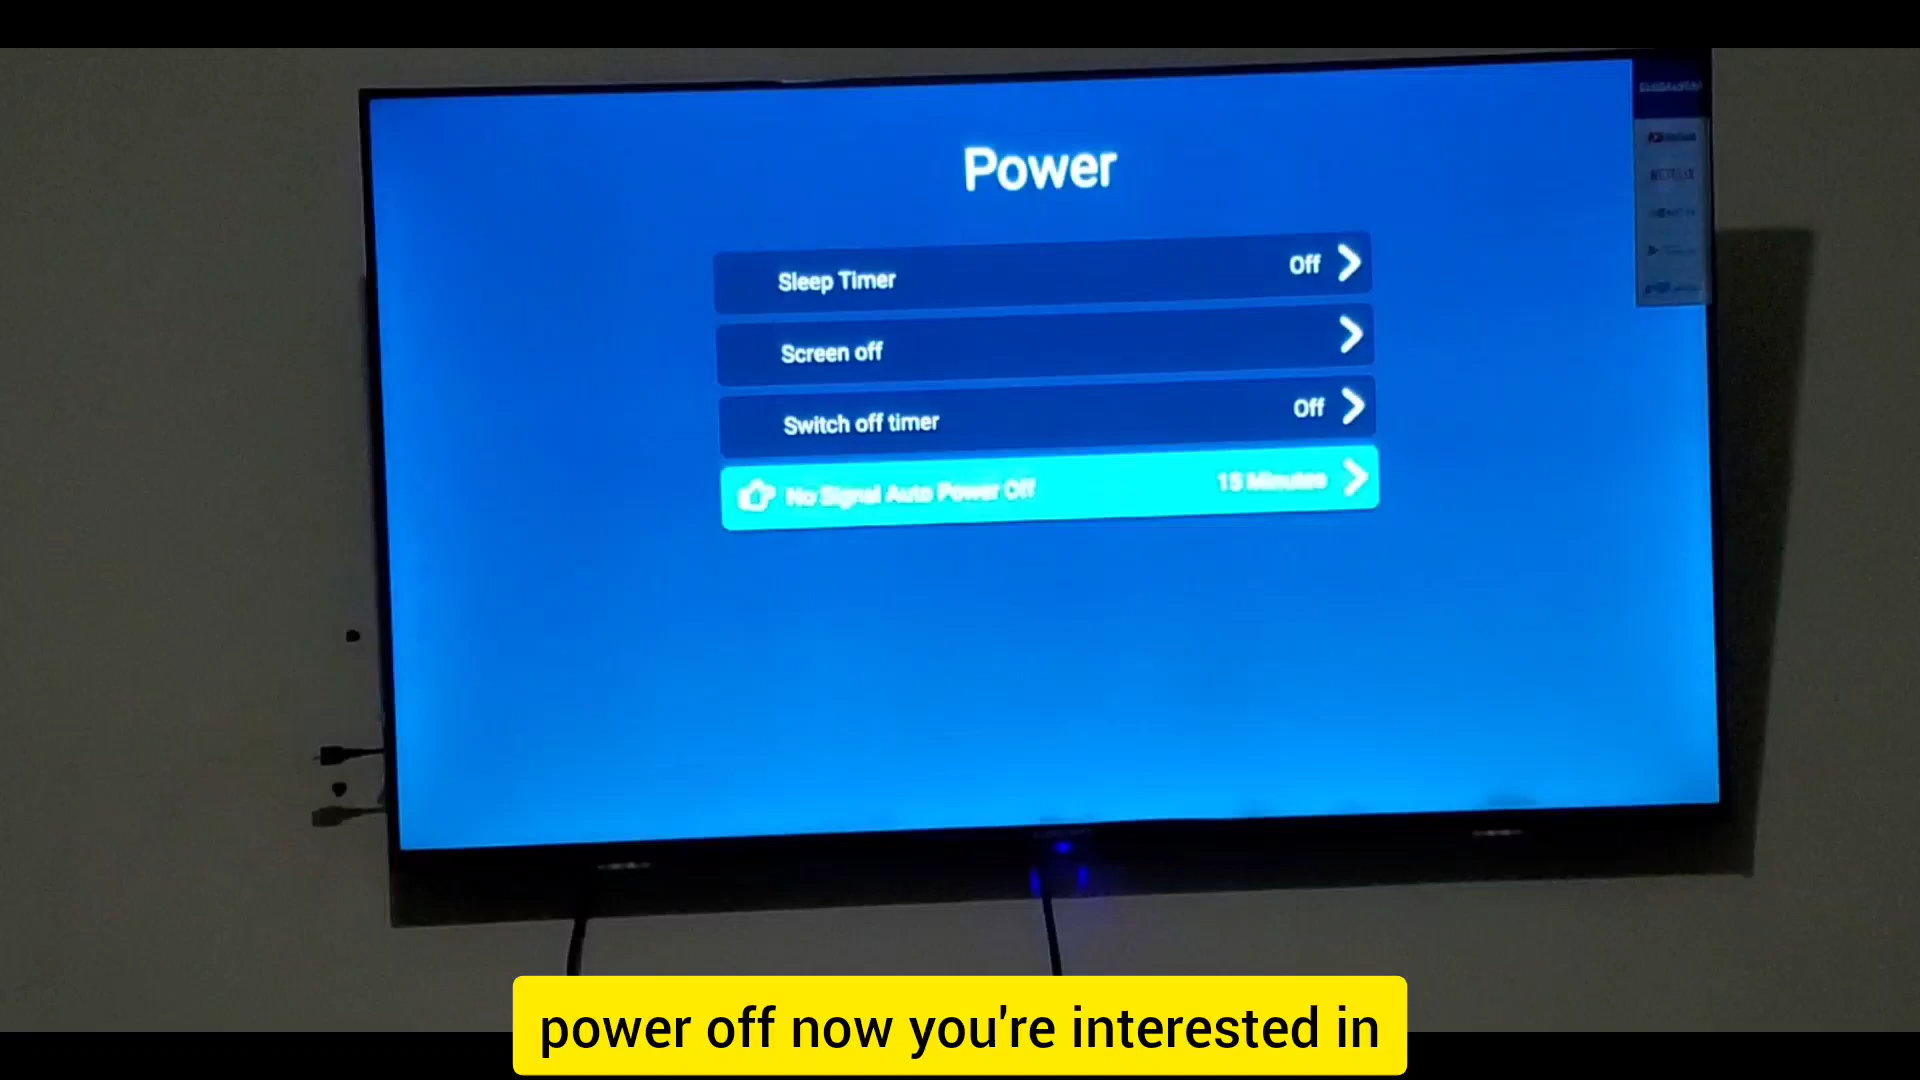 Power
Sleep Timer Off
Screen off
Switch off timer Off
No Signal Auto Power Off 15 Minutes
NETFLIX
power off now you're interested in